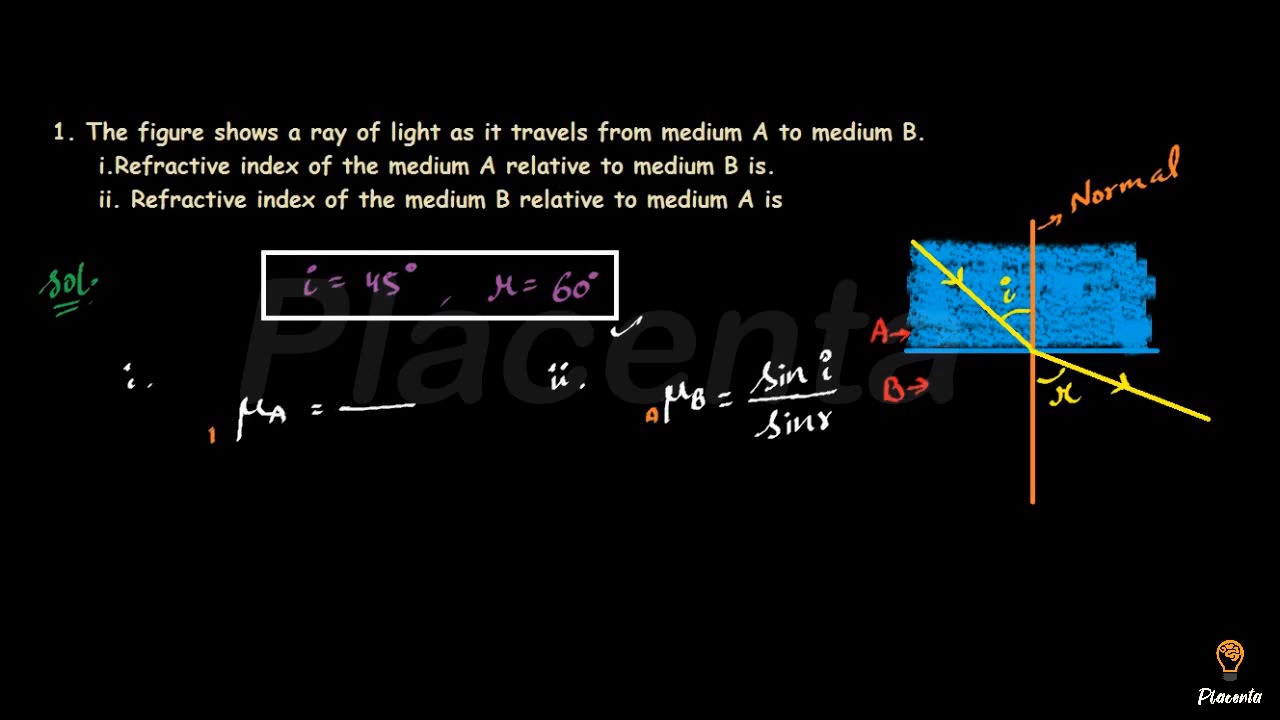 1. The figure shows a ray of light as it travels from medium A to medium B.
i.Refractive index of the medium A relative to medium B is.
ii. Refractive index of the medium B relative to medium A is
Normal
Sol.
i = 45° , r = 60°
i
A→
B→
r
i.
μA = —
ii.
AμB = sin i / sin r
Placenta
Placenta